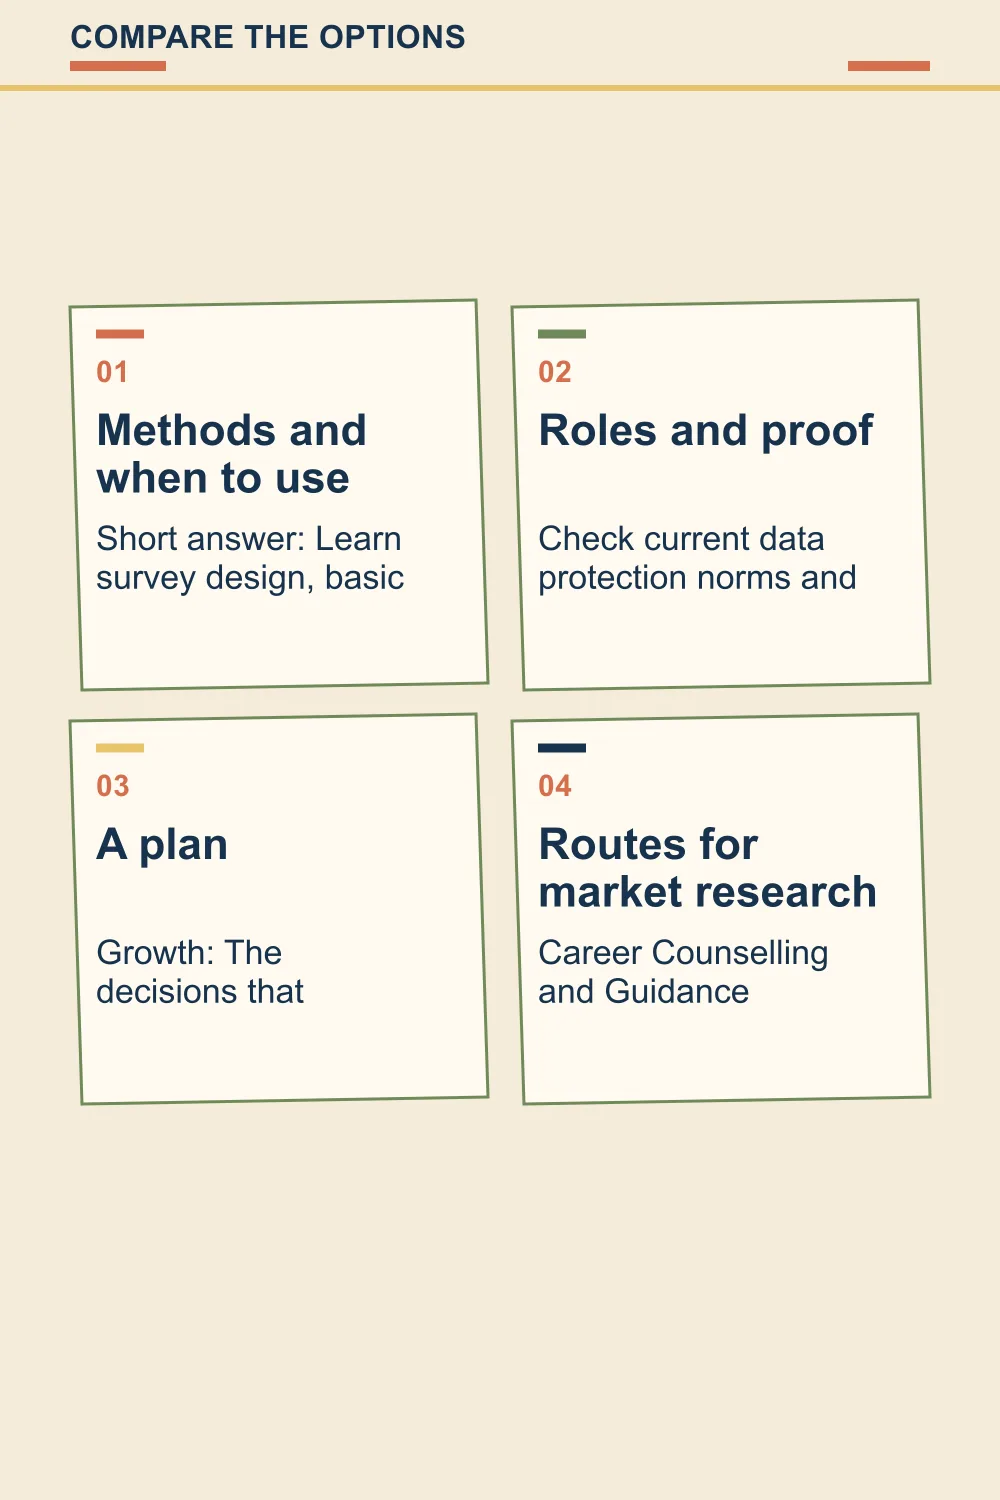 COMPARE THE OPTIONS
01
Methods and
when to use
Short answer: Learn
survey design, basic
02
Roles and proof
Check current data
protection norms and
03
A plan
Growth: The
decisions that
04
Routes for
market research
Career Counselling
and Guidance